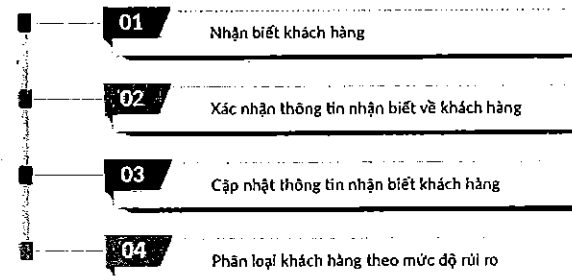 01
Nhận biết khách hàng
02
Xác nhận thông tin nhận biết về khách hàng
03
Cập nhật thông tin nhận biết khách hàng
04
Phân loại khách hàng theo mức độ rủi ro